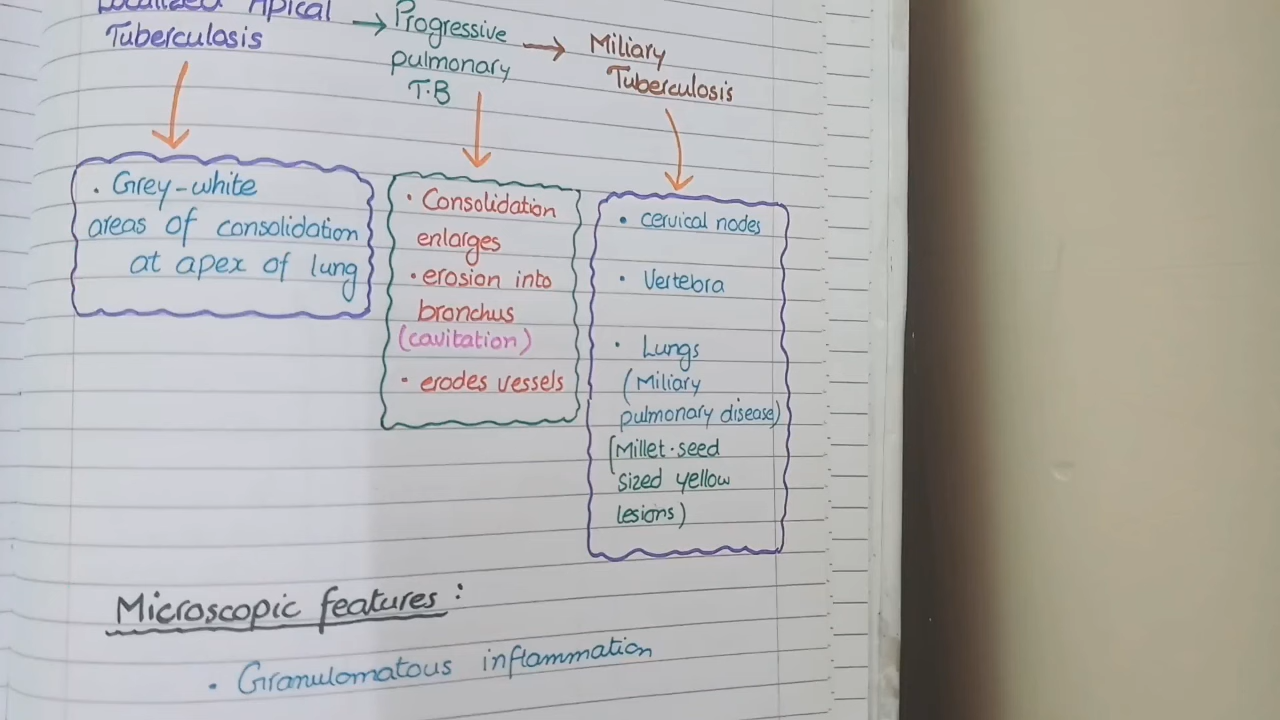 Localized Apical
Tuberculosis
→ Progressive
pulmonary
T.B
→ Miliary
Tuberculosis
. Grey-white
areas of consolidation
at apex of lung
• Consolidation
enlarges
• erosion into
bronchus
(cavitation)
• erodes vessels
• cervical nodes
• Vertebra
• Lungs
(Miliary
pulmonary disease)
(Millet-seed
sized yellow
lesions)
Microscopic features :
• Granulomatous inflammation